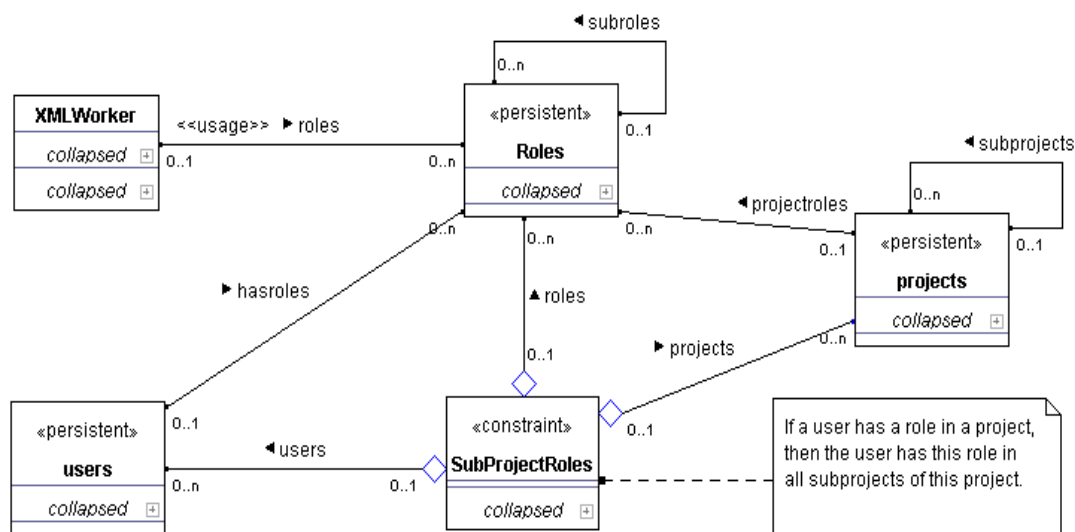 ◄ subroles
0..n
0..1
«persistent»
Roles
collapsed
XMLWorker
collapsed
collapsed
<<usage>> ► roles
0..1
0..n
◄ subprojects
0..n
0..1
◄ projectroles
0..n
0..1
«persistent»
projects
collapsed
0..n
0..n
► hasroles
0..1
▲ roles
0..n
0..1
► projects
0..1
«persistent»
users
collapsed
◄ users
0..n
0..1
«constraint»
SubProjectRoles
collapsed
If a user has a role in a project,
then the user has this role in
all subprojects of this project.